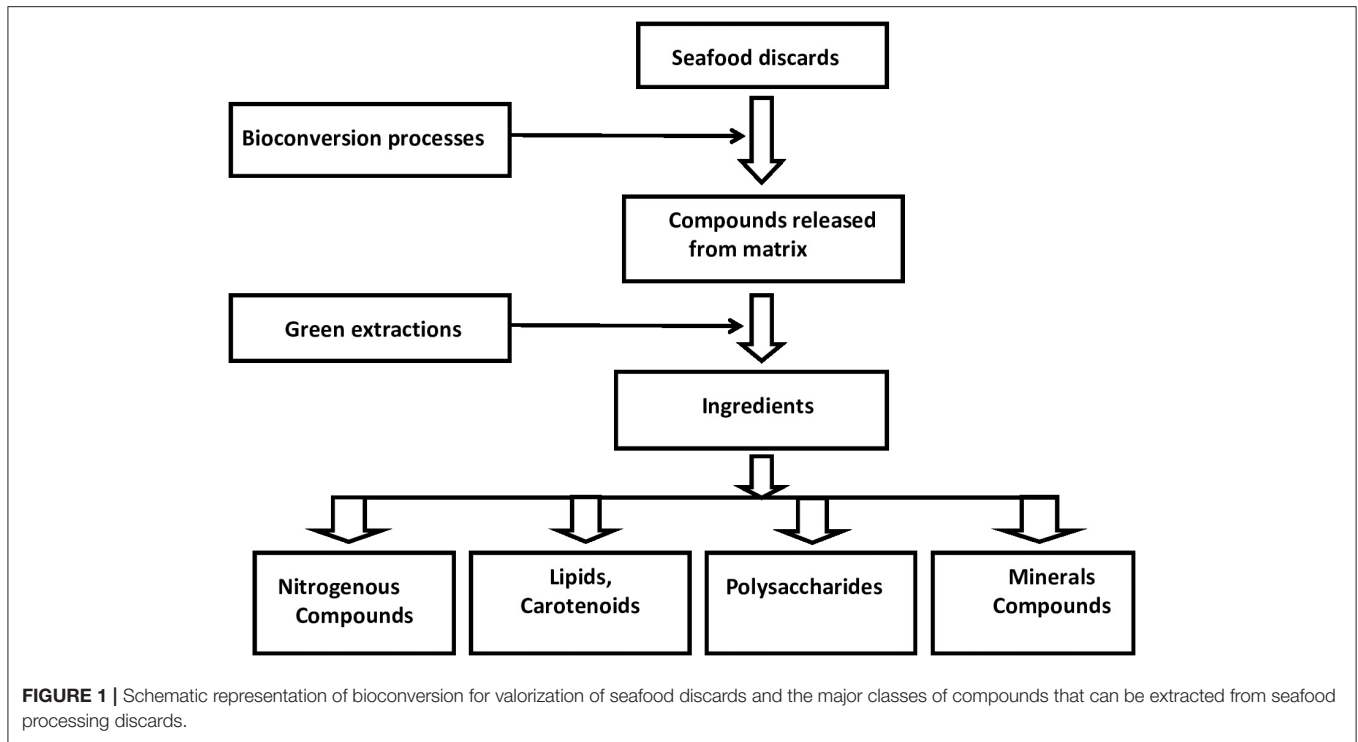 Seafood discards
Bioconversion processes
Compounds released
from matrix
Green extractions
Ingredients
Nitrogenous
Compounds
Lipids,
Carotenoids
Polysaccharides
Minerals
Compounds
FIGURE 1 | Schematic representation of bioconversion for valorization of seafood discards and the major classes of compounds that can be extracted from seafood
processing discards.